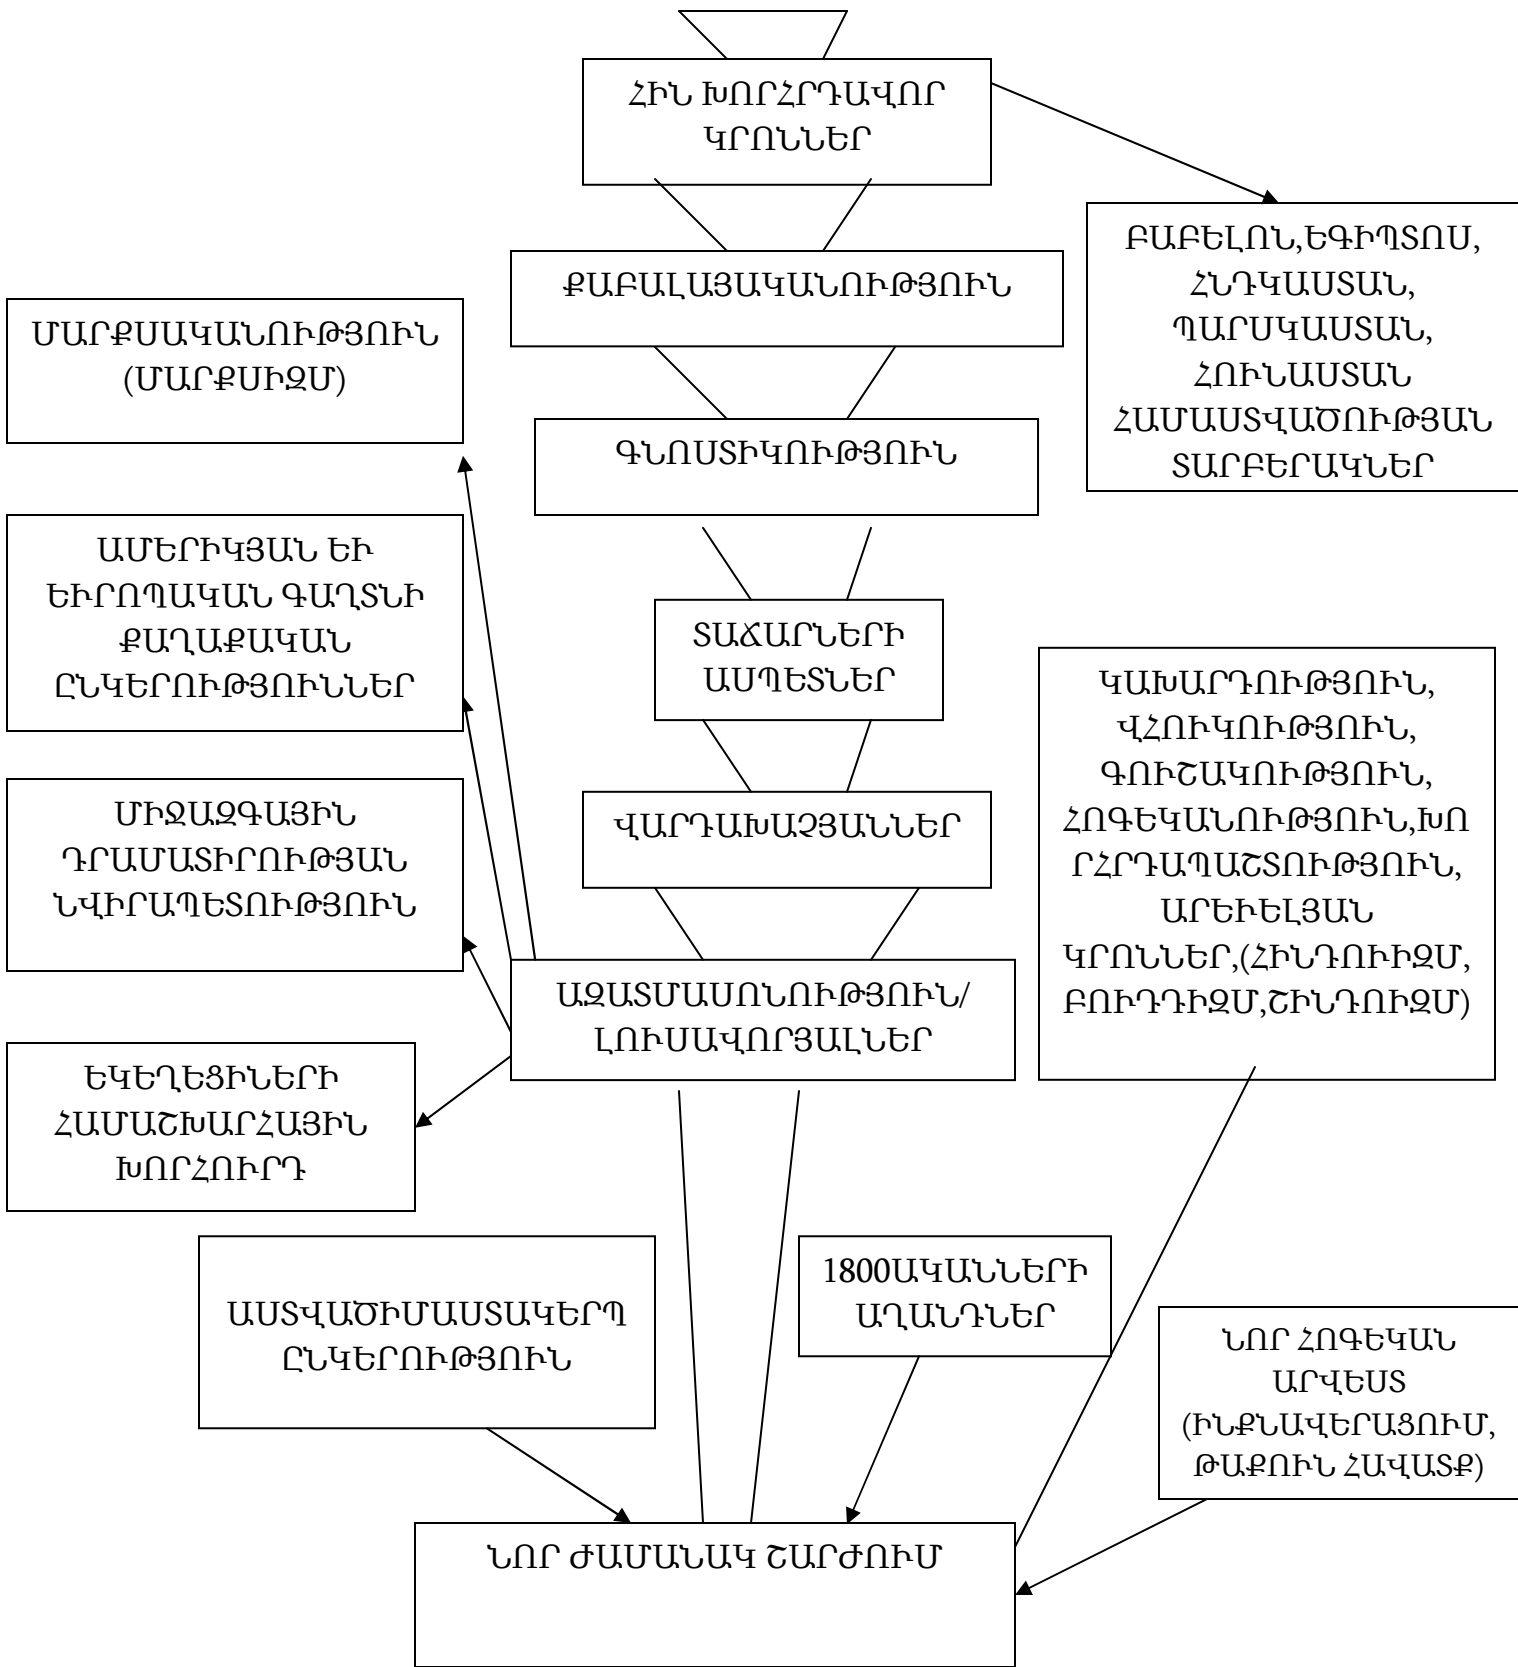 ՀԻՆ ԽՈՐՀՐԴԱՎՈՐ
ԿՐՈՆՆԵՐ
ԲԱԲԵԼՈՆ,ԵԳԻՊՏՈՍ,
ՀՆԴԿԱՍՏԱՆ,
ՊԱՐՍԿԱՍՏԱՆ,
ՀՈՒՆԱՍՏԱՆ
ՀԱՄԱՍՏՎԱԾՈՒԹՅԱՆ
ՏԱՐԲԵՐԱԿՆԵՐ
ՔԱԲԱԼԱՅԱԿԱՆՈՒԹՅՈՒՆ
ՄԱՐՔՍԱԿԱՆՈՒԹՅՈՒՆ
(ՄԱՐՔՍԻԶՄ)
ԳՆՈՍՏԻԿՈՒԹՅՈՒՆ
ԱՄԵՐԻԿՅԱՆ ԵՒ
ԵՒՐՈՊԱԿԱՆ ԳԱՂՏՆԻ
ՔԱՂԱՔԱԿԱՆ
ԸՆԿԵՐՈՒԹՅՈՒՆՆԵՐ
ՏԱՃԱՐՆԵՐԻ
ԱՍՊԵՏՆԵՐ
ԿԱԽԱՐԴՈՒԹՅՈՒՆ,
ՎՀՈՒԿՈՒԹՅՈՒՆ,
ԳՈՒՇԱԿՈՒԹՅՈՒՆ,
ՀՈԳԵԿԱՆՈՒԹՅՈՒՆ,ԽՈ
ՐՀՐԴԱՊԱՇՏՈՒԹՅՈՒՆ,
ԱՐԵՒԵԼՅԱՆ
ԿՐՈՆՆԵՐ,(ՀԻՆԴՈՒԻԶՄ,
ԲՈՒԴԴԻԶՄ,ՇԻՆԴՈԻԶՄ)
ՄԻՋԱԶԳԱՅԻՆ
ԴՐԱՄԱՏԻՐՈՒԹՅԱՆ
ՆՎԻՐԱՊԵՏՈՒԹՅՈՒՆ
ՎԱՐԴԱԽԱՉՅԱՆՆԵՐ
ԱԶԱՏՄԱՍՈՆՈՒԹՅՈՒՆ/
ԼՈՒՍԱՎՈՐՅԱԼՆԵՐ
ԵԿԵՂԵՑԻՆԵՐԻ
ՀԱՄԱՇԽԱՐՀԱՅԻՆ
ԽՈՐՀՈՒՐԴ
ԱՍՏՎԱԾԻՄԱՍՏԱԿԵՐՊ
ԸՆԿԵՐՈՒԹՅՈՒՆ
1800ԱԿԱՆՆԵՐԻ
ԱՂԱՆԴՆԵՐ
ՆՈՐ ՀՈԳԵԿԱՆ
ԱՐՎԵՍՏ
(ԻՆՔՆԱՎԵՐԱՑՈՒՄ,
ԹԱՔՈՒՆ ՀԱՎԱՏՔ)
ՆՈՐ ԺԱՄԱՆԱԿ ՇԱՐԺՈՒՄ